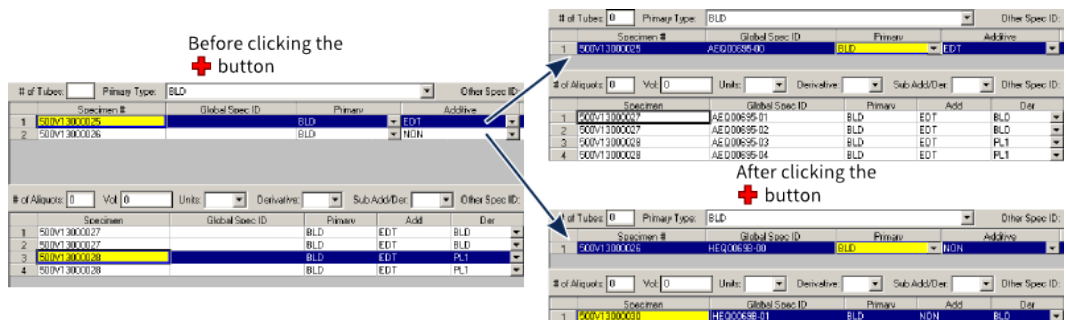 Before clicking the
button
# of Tubes: Primary Type: BLD Other Spec ID:
Specimen # Global Spec ID Primary Additive
1 500V13000025 BLD EDT
2 500V13000026 BLD NON
# of Aliquots: 0 Vol: 0 Units: Derivative: Sub Add/Der: Other Spec ID:
Specimen Global Spec ID Primary Add Der
1 500V13000027 BLD EDT BLD
2 500V13000027 BLD EDT BLD
3 500V13000028 BLD EDT PL1
4 500V13000028 BLD EDT PL1
# of Tubes: 0 Primary Type: BLD Other Spec ID:
Specimen # Global Spec ID Primary Additive
1 500V13000025 AEQ00695-00 BLD EDT
# of Aliquots: 0 Vol: 0 Units: Derivative: Sub Add/Der: Other Spec ID:
Specimen Global Spec ID Primary Add Der
1 500V13000027 AEQ00695-01 BLD EDT BLD
2 500V13000027 AEQ00695-02 BLD EDT BLD
3 500V13000028 AEQ00695-03 BLD EDT PL1
4 500V13000028 AEQ00695-04 BLD EDT PL1
After clicking the
button
# of Tubes: 0 Primary Type: BLD Other Spec ID:
Specimen # Global Spec ID Primary Additive
1 500V13000026 HEQ00698-00 BLD NON
# of Aliquots: 0 Vol: 0 Units: Derivative: Sub Add/Der: Other Spec ID:
Specimen Global Spec ID Primary Add Der
1 500V13000030 HEQ00698-01 BLD NON BLD